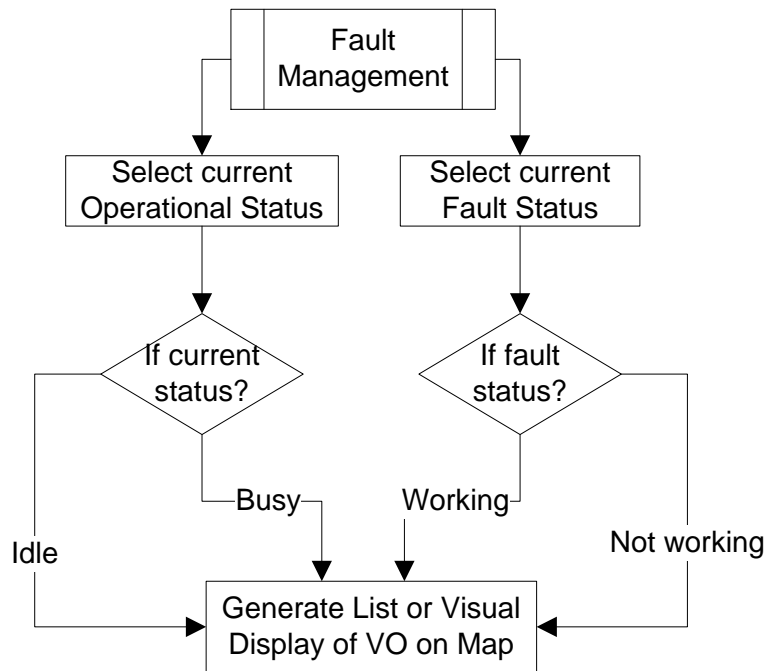 Fault
Management
Select current
Operational Status
Select current
Fault Status
If current
status?
If fault
status?
Busy
Working
Idle
Not working
Generate List or Visual
Display of VO on Map